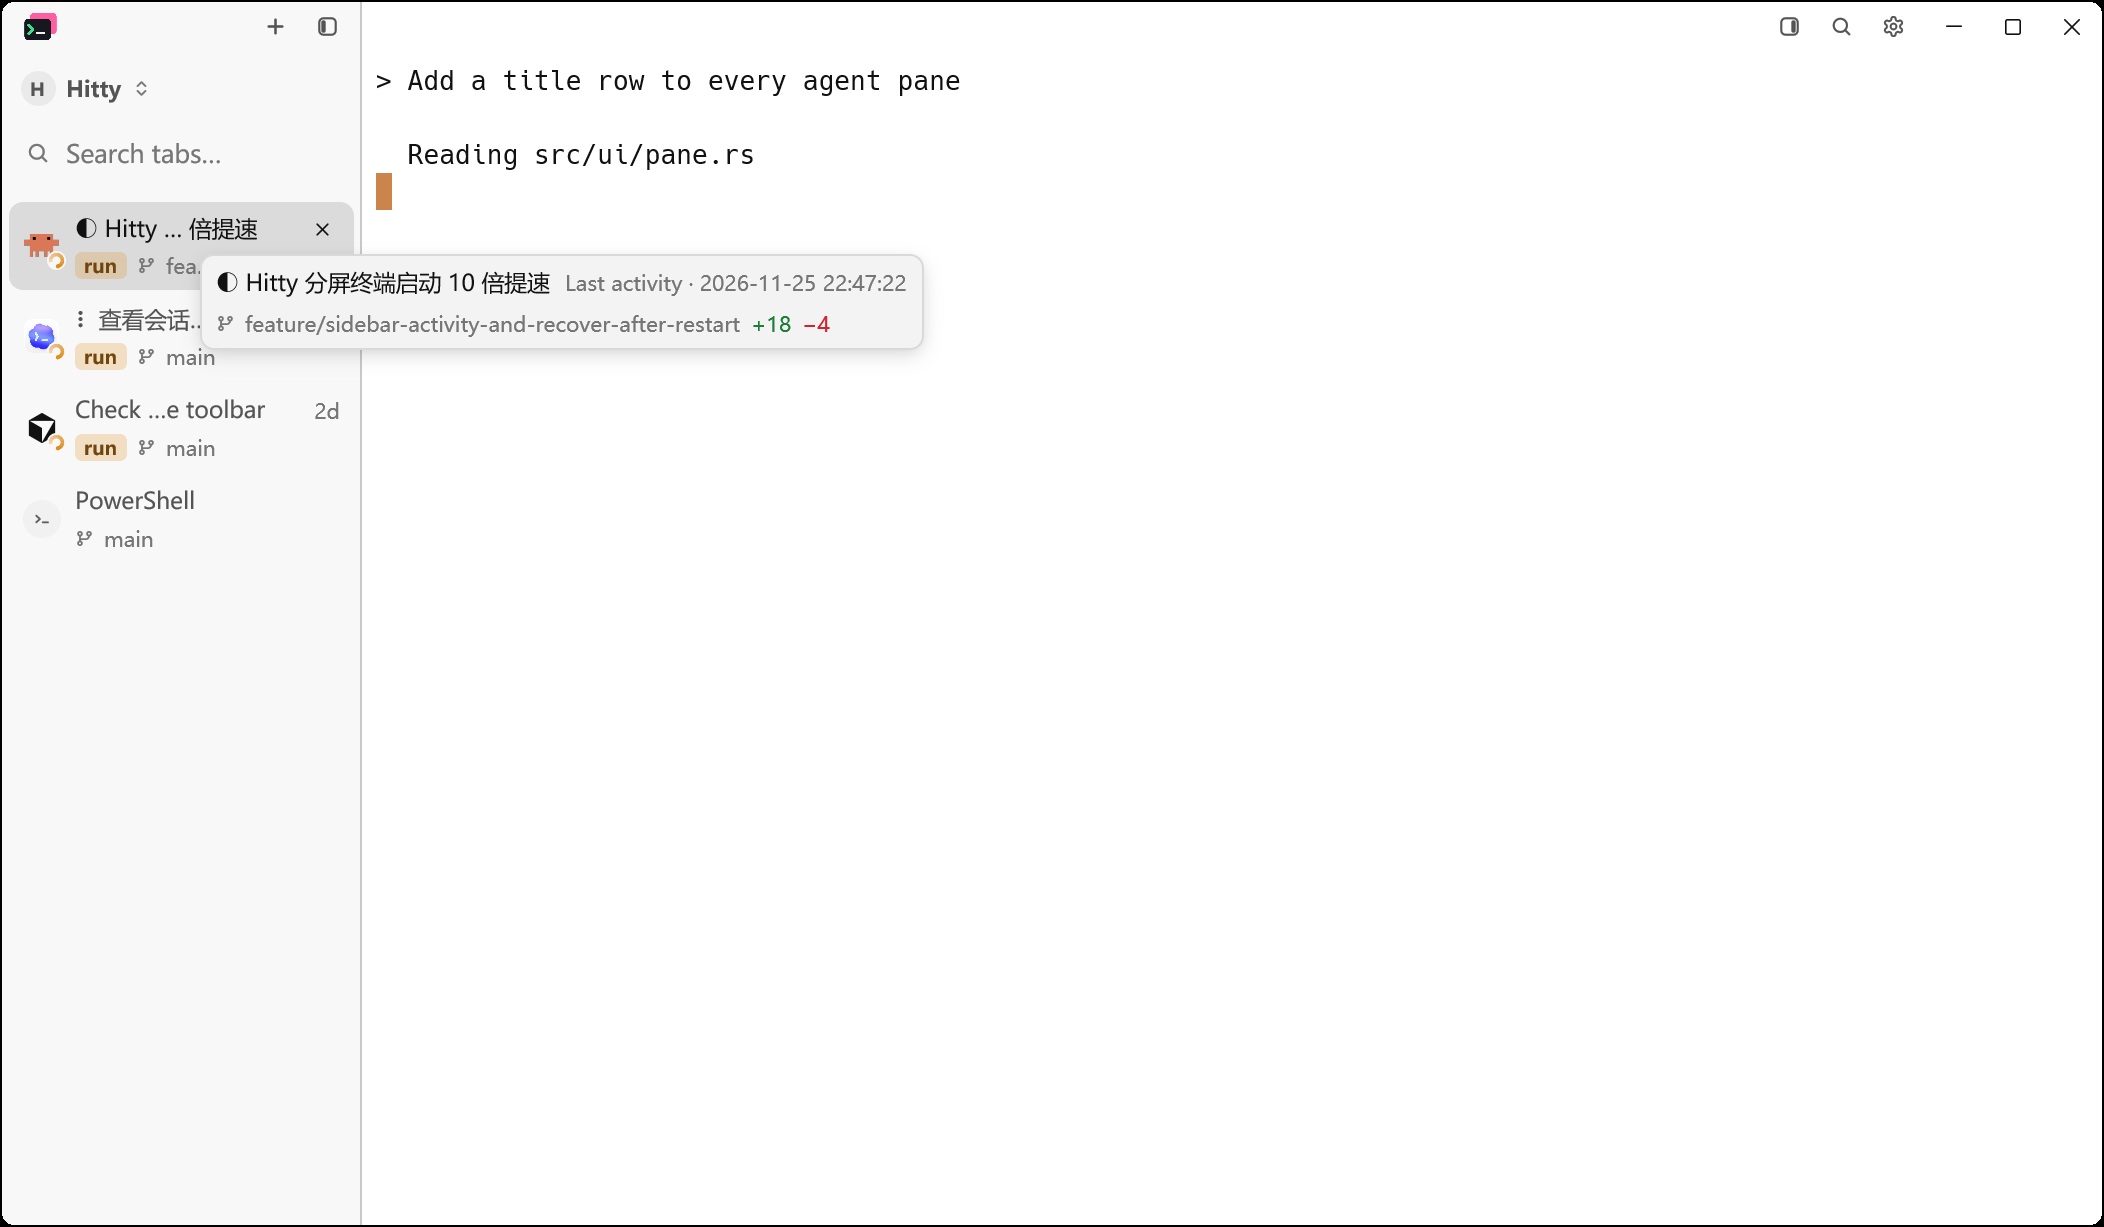 H Hitty
Search tabs...
Hitty ... 倍提速
run fea.
Hitty 分屏终端启动 10 倍提速 Last activity · 2026-11-25 22:47:22
feature/sidebar-activity-and-recover-after-restart +18 −4
查看会话..
run main
Check ...e toolbar 2d
run main
PowerShell
main
> Add a title row to every agent pane
Reading src/ui/pane.rs